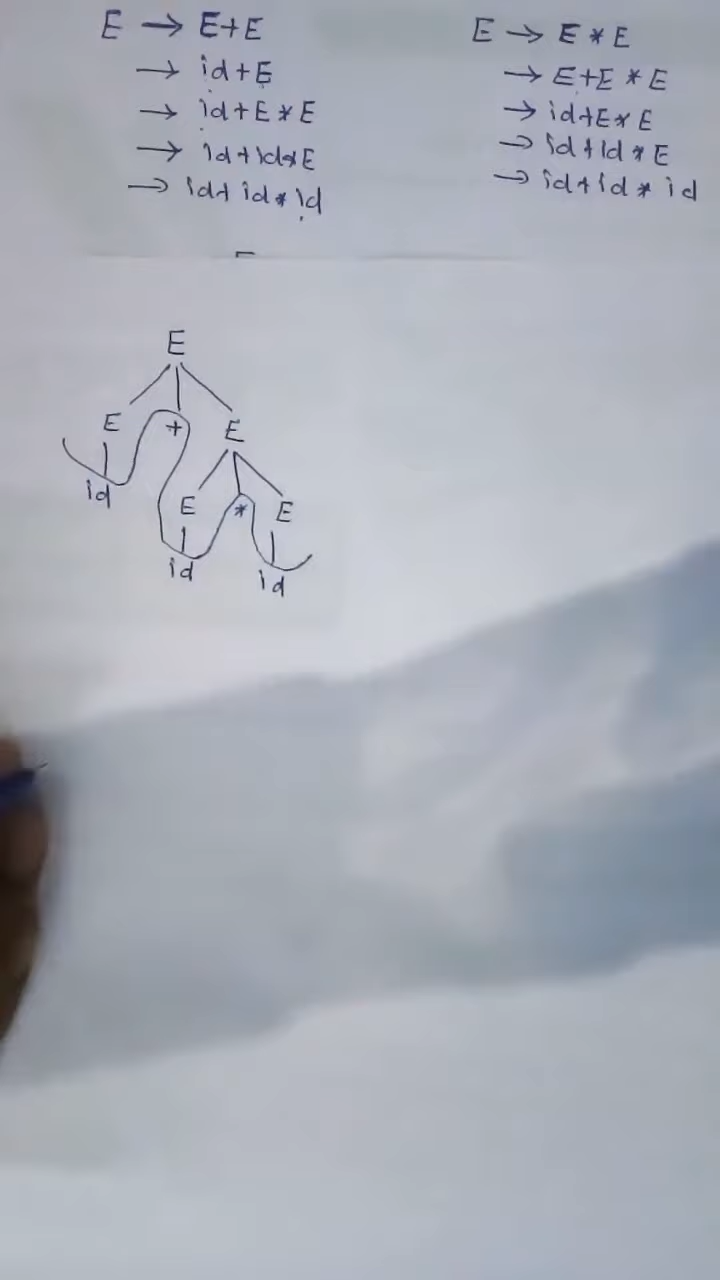 E → E+E
→ id+E
→ id+E*E
→ id+id*E
→ id+id*id
E → E*E
→ E+E*E
→ id+E*E
→ id+id*E
→ id+id*id
E
E + E
id E * E
id id